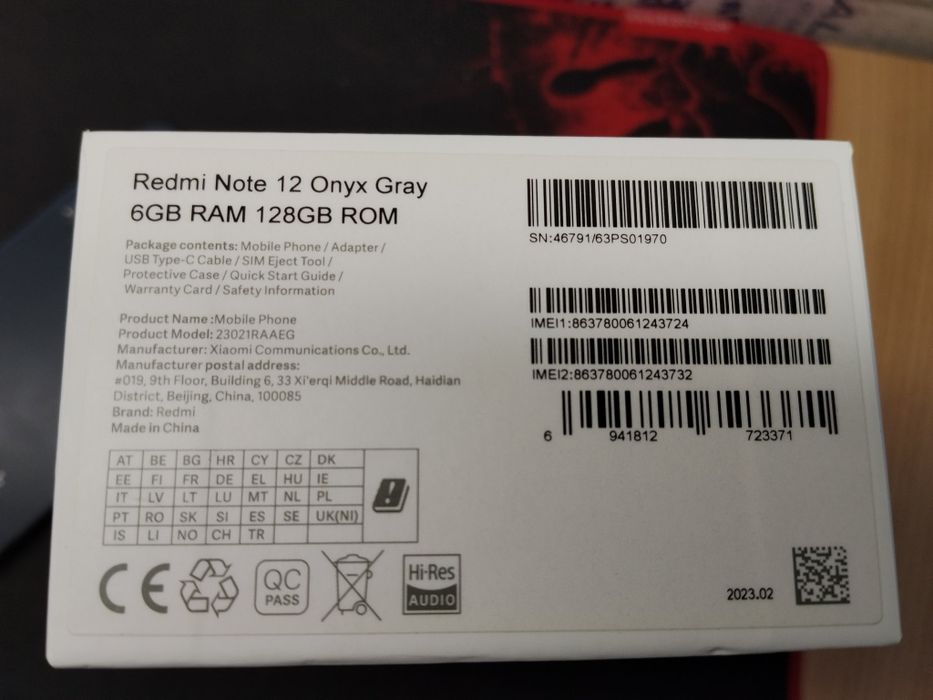 Redmi Note 12 Onyx Gray
6GB RAM 128GB ROM
Package contents: Mobile Phone / Adapter /
USB Type-C Cable / SIM Eject Tool /
Protective Case / Quick Start Guide /
Warranty Card / Safety Information
Product Name :Mobile Phone
Product Model: 23021RAAEG
Manufacturer: Xiaomi Communications Co., Ltd.
Manufacturer postal address:
#019, 9th Floor, Building 6, 33 Xi'erqi Middle Road, Haidian
District, Beijing, China, 100085
Brand: Redmi
Made in China
AT BE BG HR CY CZ DK
EE FI FR DE EL HU IE
IT LV LT LU MT NL PL
PT RO SK SI ES SE UK(NI)
IS LI NO CH TR
CE
QC
PASS
Hi-Res
AUDIO
SN:46791/63PS01970
IMEI1:863780061243724
IMEI2:863780061243732
6 941812 723371
2023.02